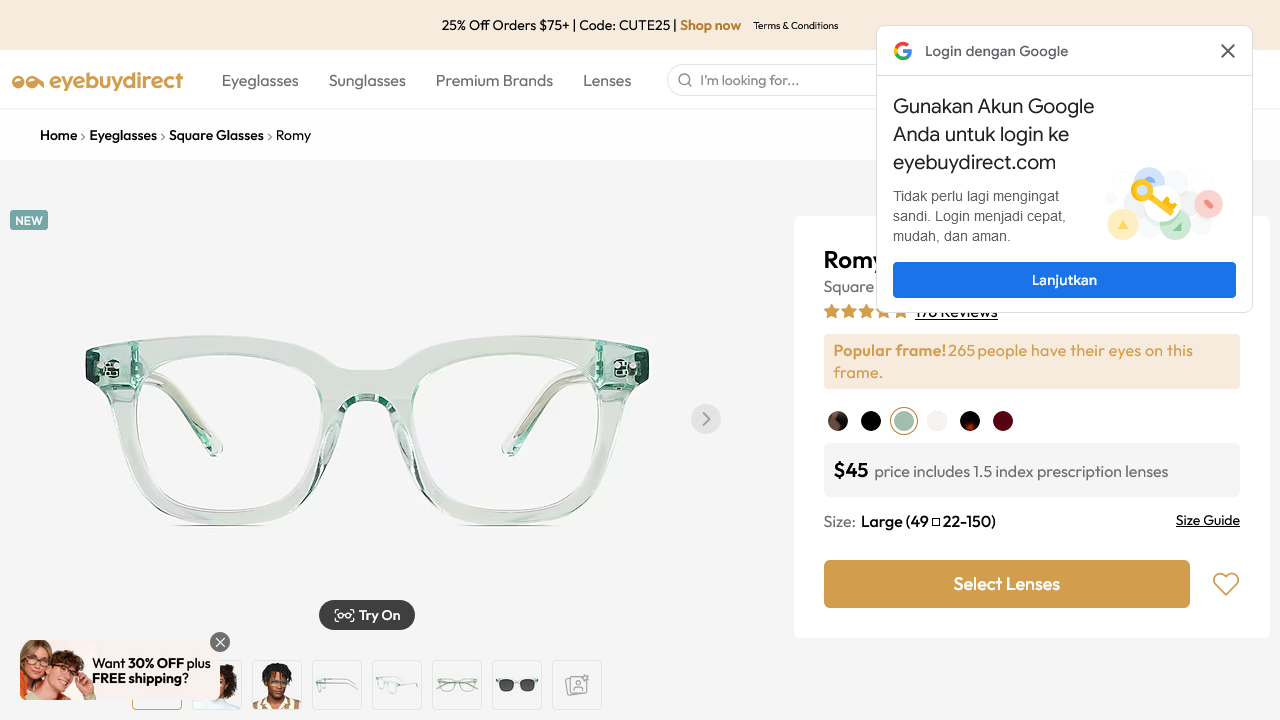 25% Off Orders $75+ | Code: CUTE25 | Shop now Terms & Conditions
eyebuydirect Eyeglasses Sunglasses Premium Brands Lenses I'm looking for...
Home > Eyeglasses > Square Glasses > Romy
Login dengan Google
Gunakan Akun Google
Anda untuk login ke
eyebuydirect.com
Tidak perlu lagi mengingat
sandi. Login menjadi cepat,
mudah, dan aman.
Lanjutkan
NEW
Romy
Square
176 Reviews
Popular frame! 265 people have their eyes on this
frame.
$45 price includes 1.5 index prescription lenses
Size: Large (49 □ 22-150) Size Guide
Select Lenses
Try On
Want 30% OFF plus
FREE shipping?